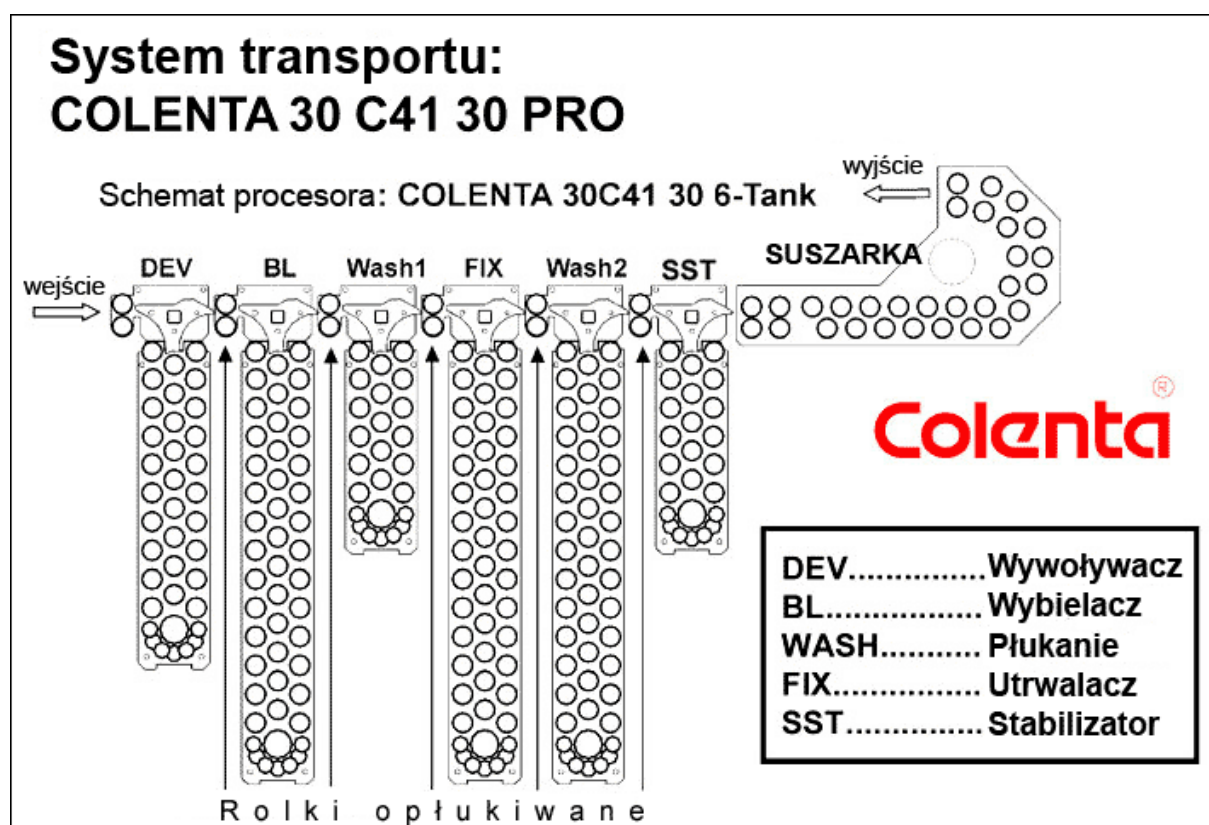 System transportu:
COLENTA 30 C41 30 PRO
Schemat procesora: COLENTA 30C41 30 6-Tank
wyjście
SUSZARKA
wejście
DEV BL Wash1 FIX Wash2 SST
Colenta ®
DEV...............Wywoływacz
BL.................Wybielacz
WASH...........Płukanie
FIX................Utrwalacz
SST...............Stabilizator
Rolki opłukiwane